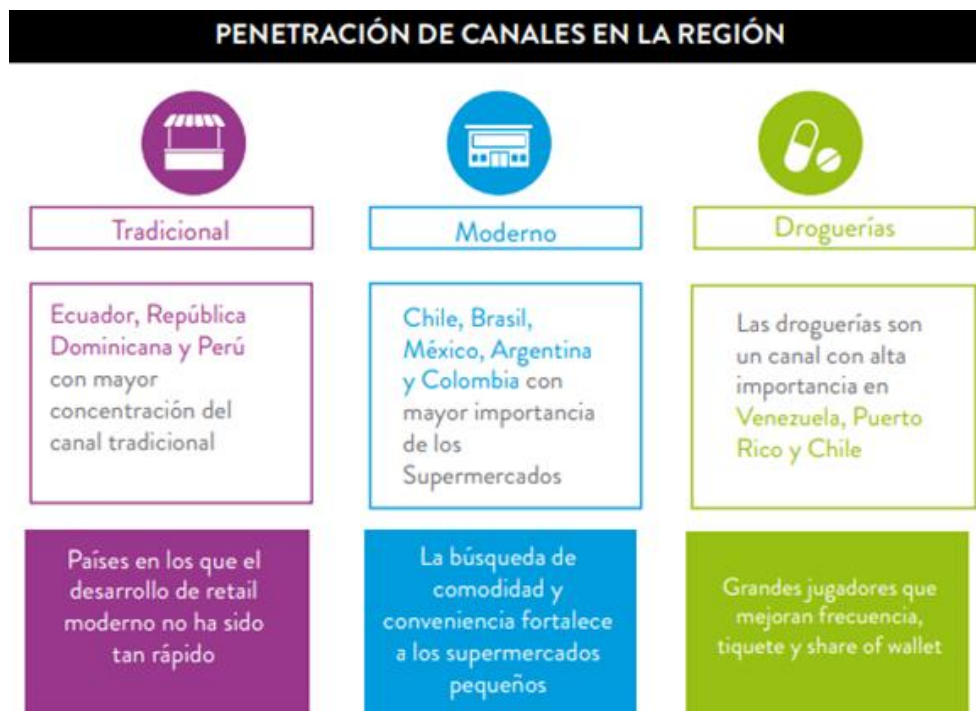 PENETRACIÓN DE CANALES EN LA REGIÓN
Tradicional
Ecuador, República
Dominicana y Perú
con mayor
concentración del
canal tradicional
Países en los que el
desarrollo de retail
moderno no ha sido
tan rápido
Moderno
Chile, Brasil,
México, Argentina
y Colombia con
mayor importancia
de los
Supermercados
La búsqueda de
comodidad y
conveniencia fortalece
a los supermercados
pequeños
Droguerías
Las droguerías son
un canal con alta
importancia en
Venezuela, Puerto
Rico y Chile
Grandes jugadores que
mejoran frecuencia,
tiquete y share of wallet